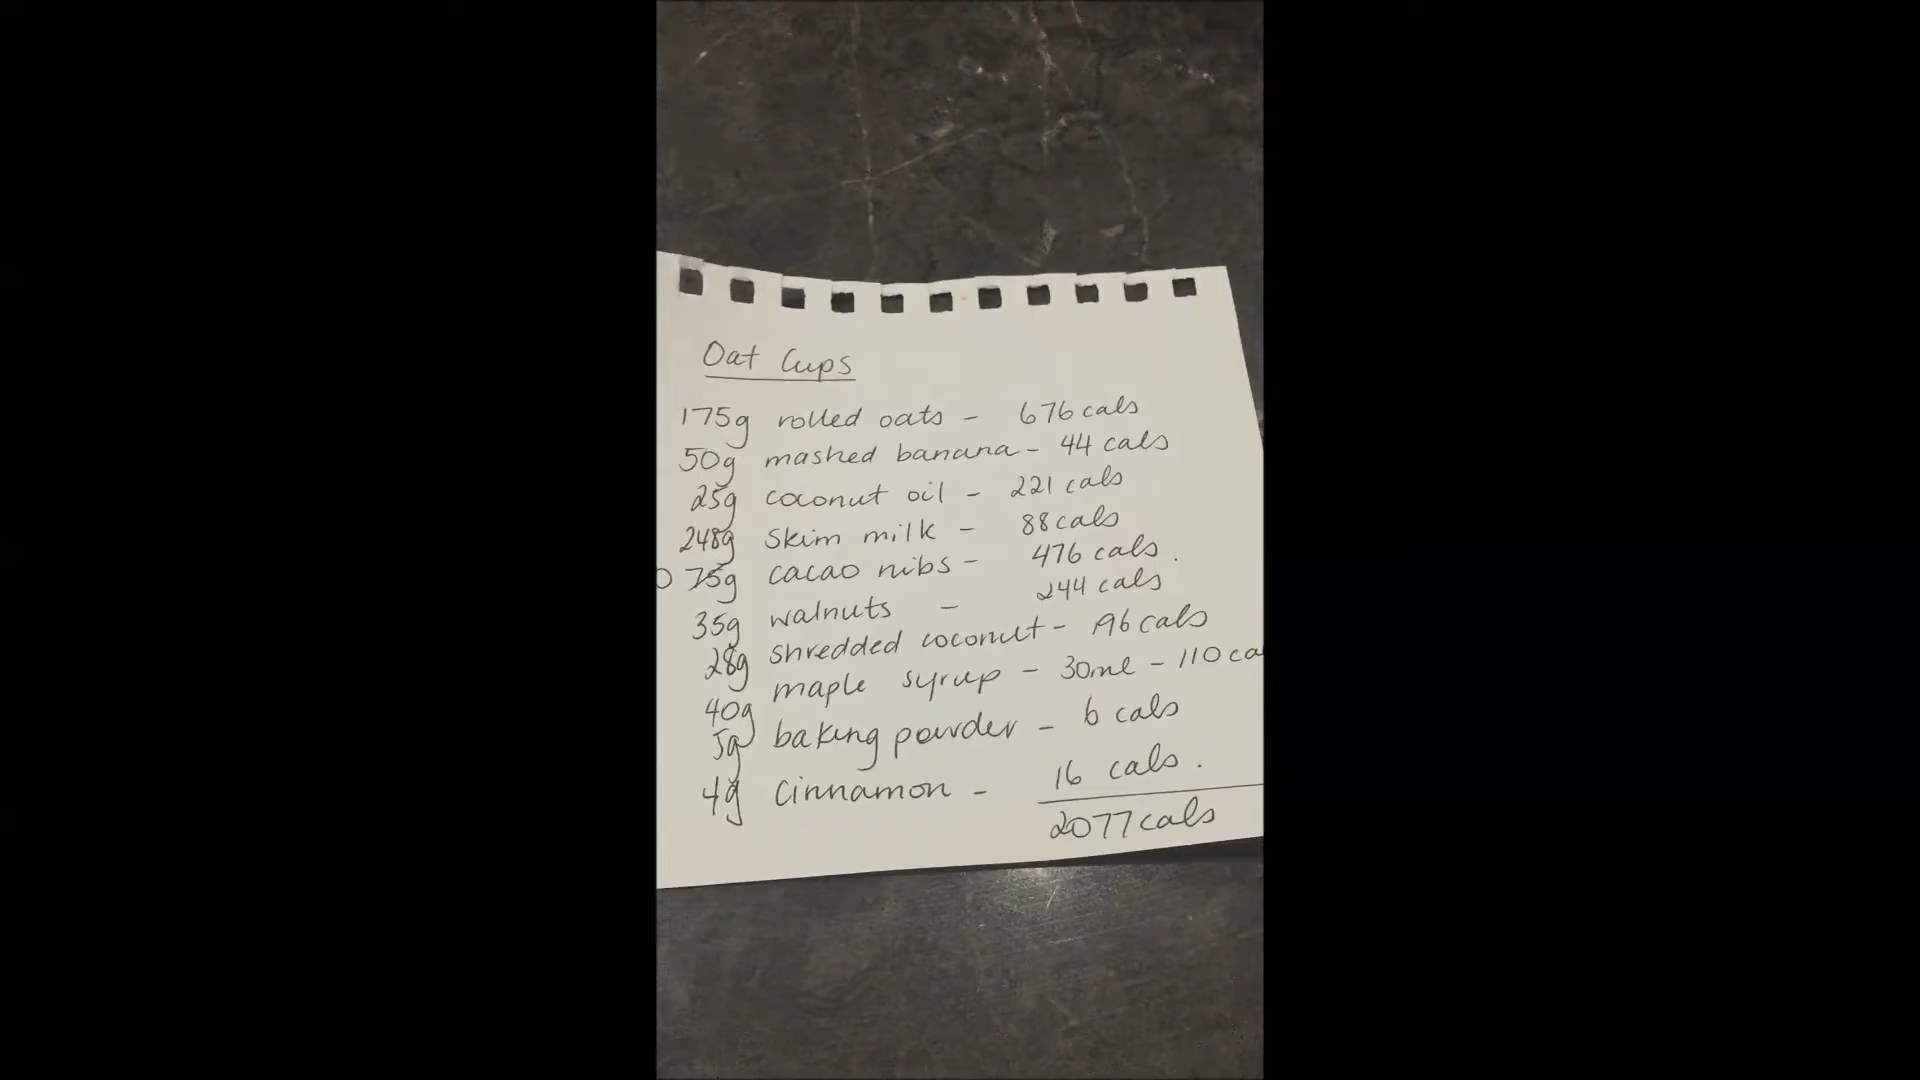 Oat Cups
175g rolled oats - 676 cals
50g mashed banana - 44 cals
25g coconut oil - 221 cals
248g skim milk - 88 cals
75g cacao nibs - 476 cals.
35g walnuts - 244 cals
28g shredded coconut - 196 cals
40g maple syrup - 30ml - 110 ca
5g baking powder - 6 cals
4g cinnamon - 16 cals.
2077 cals